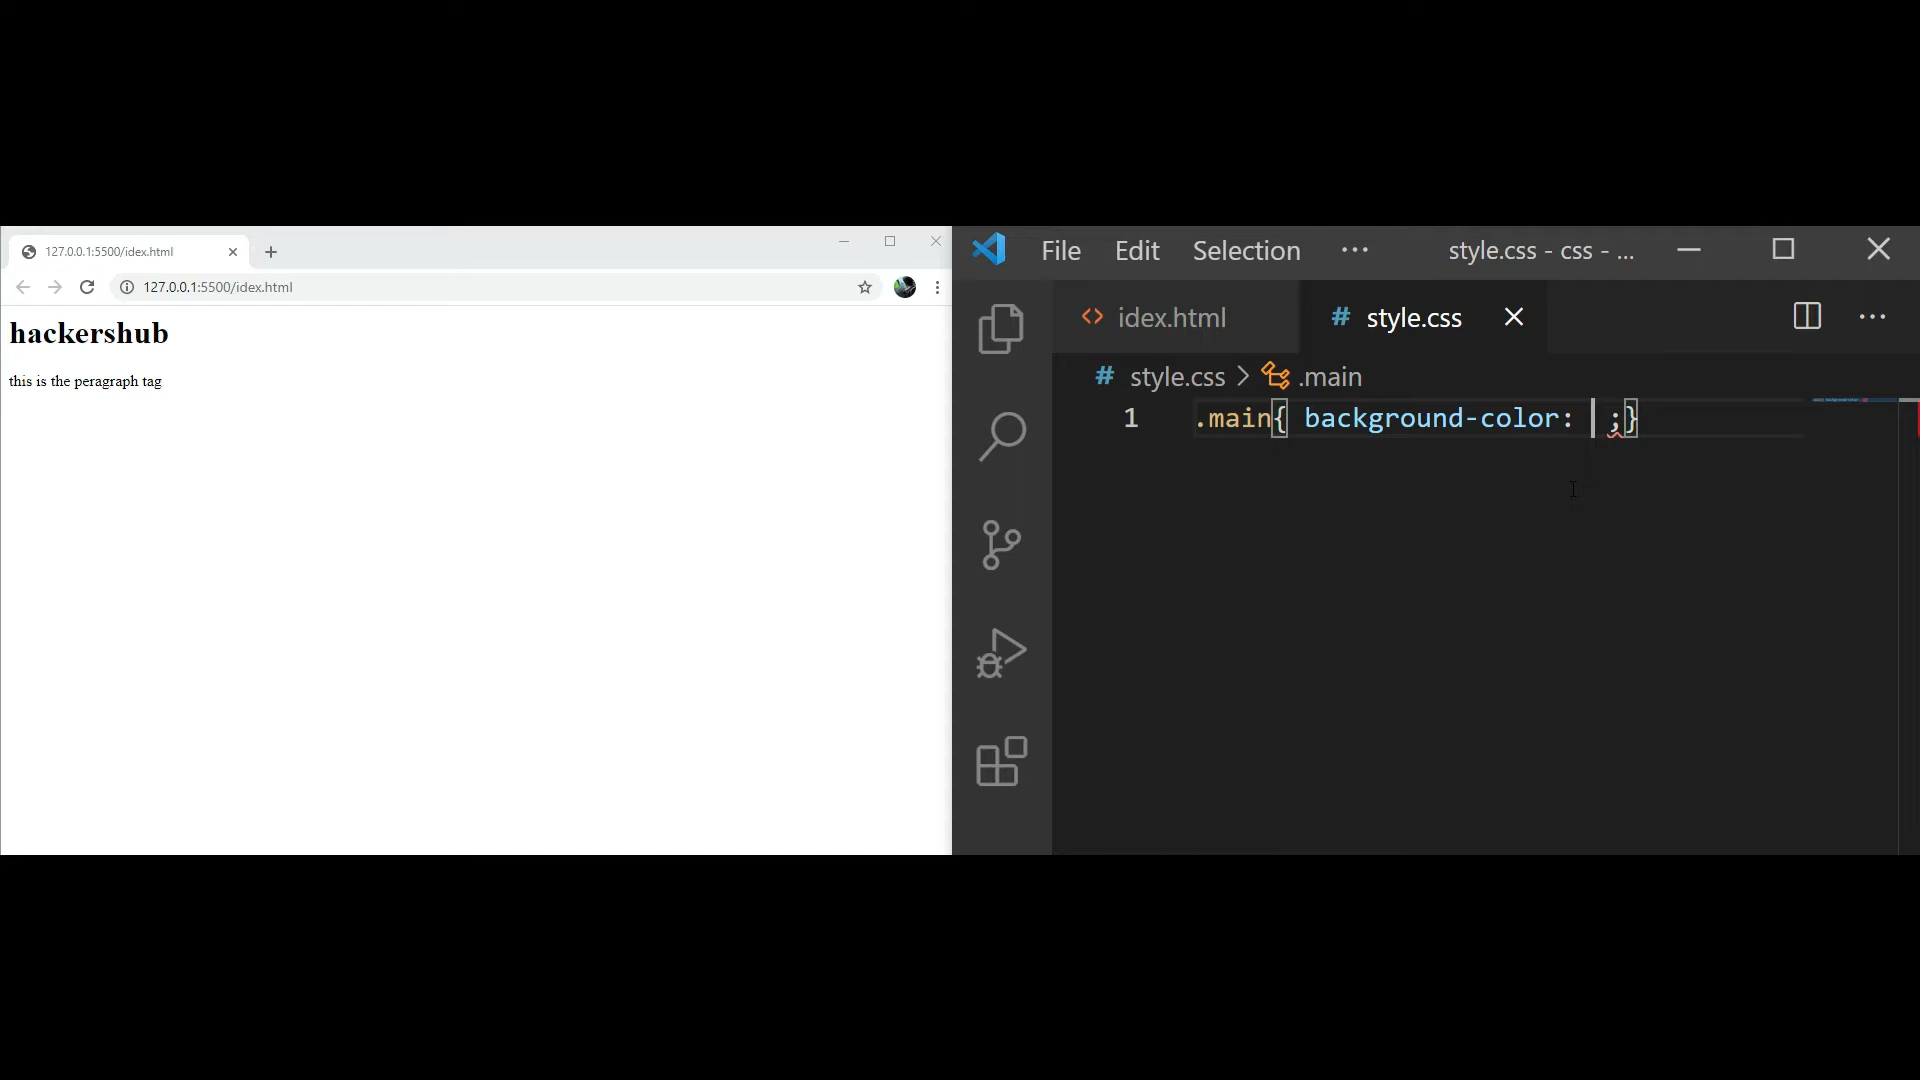 127.0.0.1:5500/idex.html
127.0.0.1:5500/idex.html
hackershub
this is the peragraph tag
File Edit Selection ··· style.css - css - ...
idex.html # style.css
# style.css > .main
1 .main{ background-color: ;}